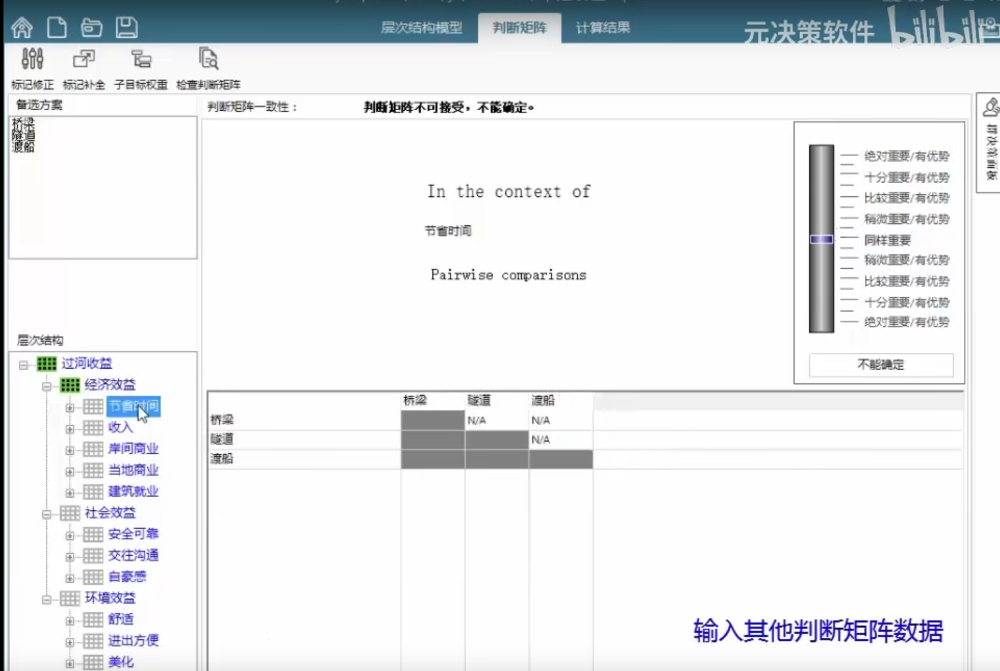 层次结构模型 判断矩阵 计算结果 元决策软件 bilibili
标记修正 标记补全 子目标权重 检查判断矩阵
备选方案
桥梁
隧道
渡船
判断矩阵一致性： 判断矩阵不可接受，不能确定。
In the context of
节省时间
Pairwise comparisons
绝对重要/有优势
十分重要/有优势
比较重要/有优势
稍微重要/有优势
同样重要
稍微重要/有优势
比较重要/有优势
十分重要/有优势
绝对重要/有优势
不能确定
群决策面板
层次结构
过河收益
经济效益
节省时间
收入
岸间商业
当地商业
建筑就业
社会效益
安全可靠
交往沟通
自豪感
环境效益
舒适
进出方便
美化
桥梁 隧道 渡船
桥梁 N/A N/A
隧道 N/A
渡船
输入其他判断矩阵数据